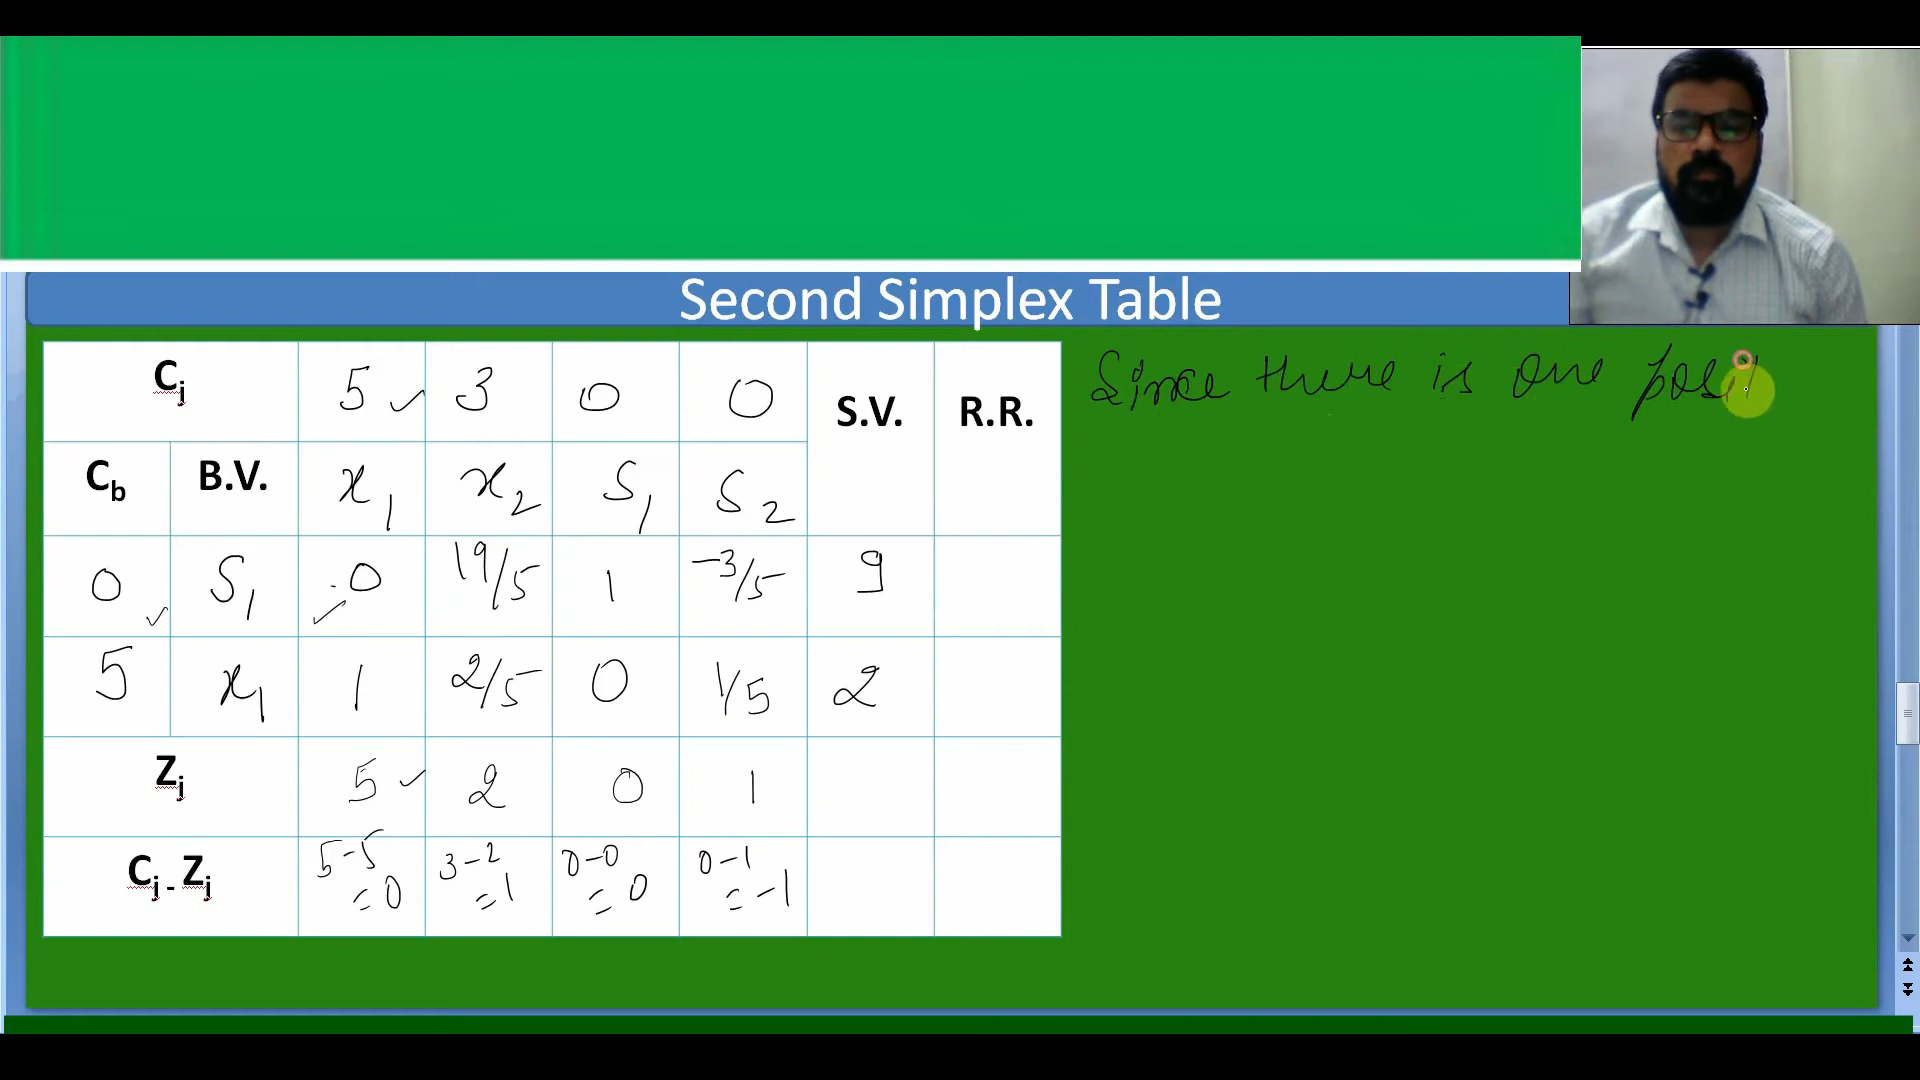 Second Simplex Table
Cj 5 3 0 0 S.V. R.R.
Cb B.V. x1 x2 S1 S2
0 S1 0 19/5 1 -3/5 9
5 x1 1 2/5 0 1/5 2
Zj 5 2 0 1
Cj - Zj 5-5 =0 3-2 =1 0-0 =0 0-1 =-1
Since there is one posit